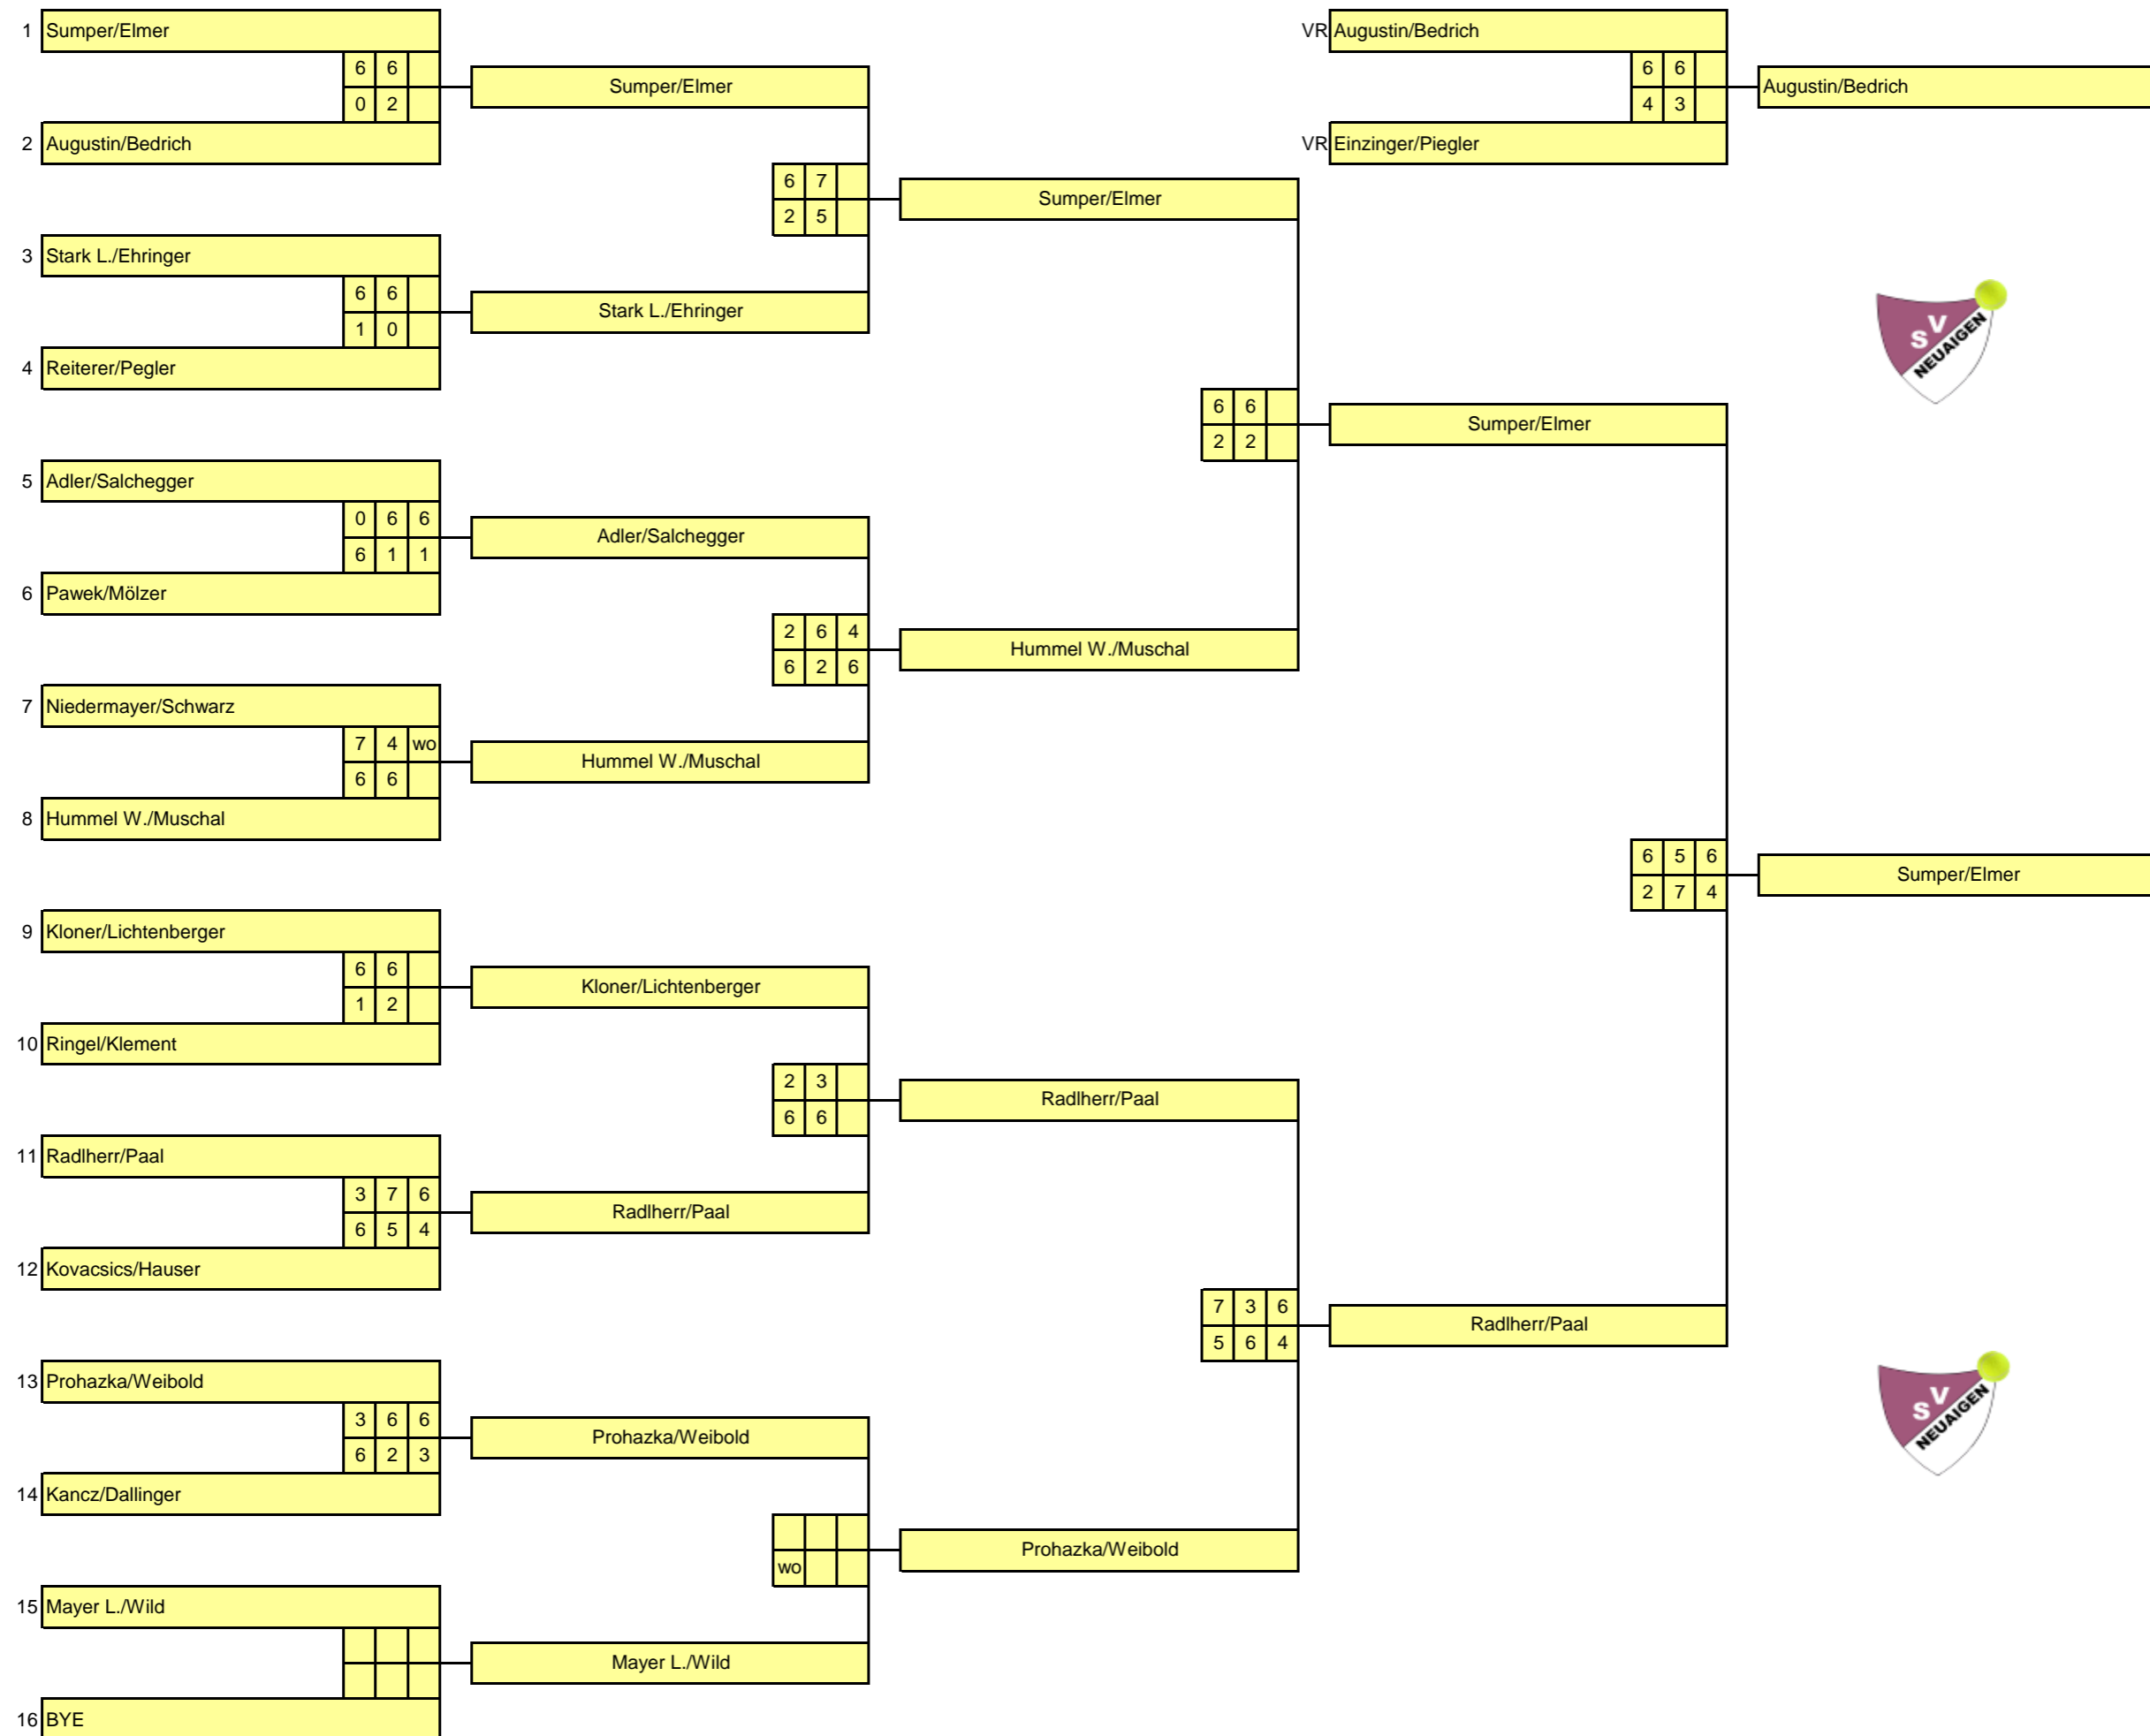 1 Sumper/Elmer
6 6
0 2
2 Augustin/Bedrich
Sumper/Elmer
3 Stark L./Ehringer
6 6
1 0
4 Reiterer/Pegler
Stark L./Ehringer
6 7
2 5
Sumper/Elmer
5 Adler/Salchegger
0 6 6
6 1 1
6 Pawek/Mölzer
Adler/Salchegger
7 Niedermayer/Schwarz
7 4 wo
6 6
8 Hummel W./Muschal
Hummel W./Muschal
2 6 4
6 2 6
Hummel W./Muschal
6 6
2 2
Sumper/Elmer
9 Kloner/Lichtenberger
6 6
1 2
10 Ringel/Klement
Kloner/Lichtenberger
11 Radlherr/Paal
3 7 6
6 5 4
12 Kovacsics/Hauser
Radlherr/Paal
2 3
6 6
Radlherr/Paal
13 Prohazka/Weibold
3 6 6
6 2 3
14 Kancz/Dallinger
Prohazka/Weibold
15 Mayer L./Wild
16 BYE
Mayer L./Wild
wo
Prohazka/Weibold
7 3 6
5 6 4
Radlherr/Paal
6 5 6
2 7 4
Sumper/Elmer
VR Augustin/Bedrich
6 6
4 3
VR Einzinger/Piegler
Augustin/Bedrich
SV
NEUAIGEN
SV
NEUAIGEN